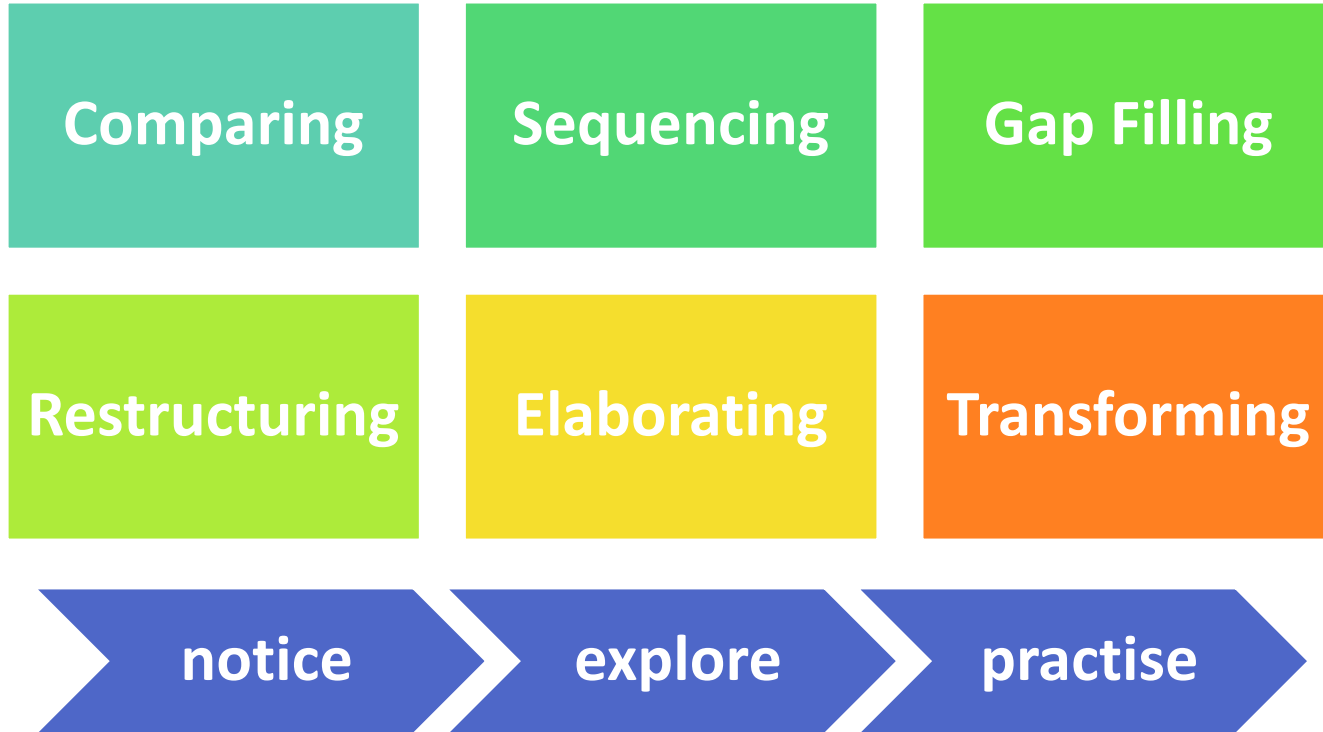 Comparing
Sequencing
Gap Filling
Restructuring
Elaborating
Transforming
notice
explore
practise